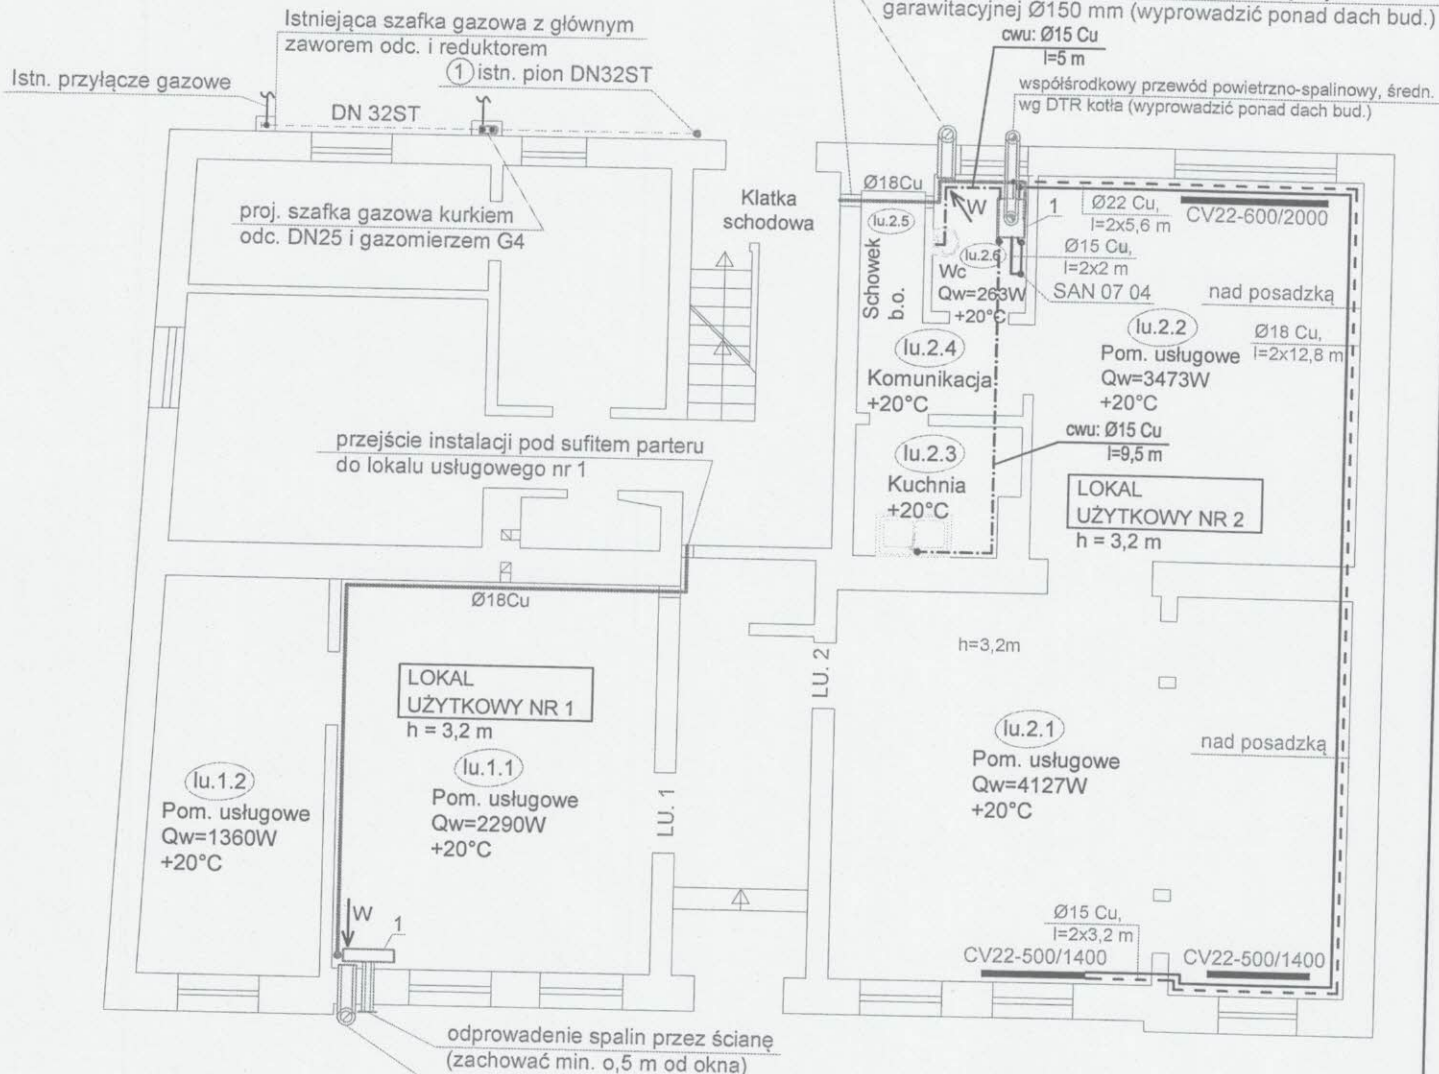 garawitacyjnej Ø150 mm (wyprowadzić ponad dach bud.)
Istniejąca szafka gazowa z głównym
zaworem odc. i reduktorem
① istn. pion DN32ST
Istn. przyłącze gazowe
DN 32ST
cwu: Ø15 Cu
l=5 m
współśrodkowy przewód powietrzno-spalinowy, średn.
wg DTR kotła (wyprowadzić ponad dach bud.)
proj. szafka gazowa kurkiem
odc. DN25 i gazomierzem G4
Klatka
schodowa
Ø18Cu
lu.2.5
Schowek
b.o.
W
lu.2.6
Wc
Qw=263W
+20°C
Ø22 Cu,
l=2x5,6 m
1
CV22-600/2000
Ø15 Cu,
l=2x2 m
SAN 07 04
nad posadzką
lu.2.2
Pom. usługowe
Qw=3473W
+20°C
Ø18 Cu,
l=2x12,8 m
lu.2.4
Komunikacja
+20°C
cwu: Ø15 Cu
l=9,5 m
przejście instalacji pod sufitem parteru
do lokalu usługowego nr 1
lu.2.3
Kuchnia
+20°C
LOKAL
UŻYTKOWY NR 2
h = 3,2 m
Ø18Cu
h=3,2m
LU. 2
LOKAL
UŻYTKOWY NR 1
h = 3,2 m
lu.1.1
Pom. usługowe
Qw=2290W
+20°C
lu.1.2
Pom. usługowe
Qw=1360W
+20°C
LU. 1
lu.2.1
Pom. usługowe
Qw=4127W
+20°C
nad posadzką
W
1
Ø15 Cu,
l=2x3,2 m
CV22-500/1400
CV22-500/1400
odprowadenie spalin przez ścianę
(zachować min. o,5 m od okna)